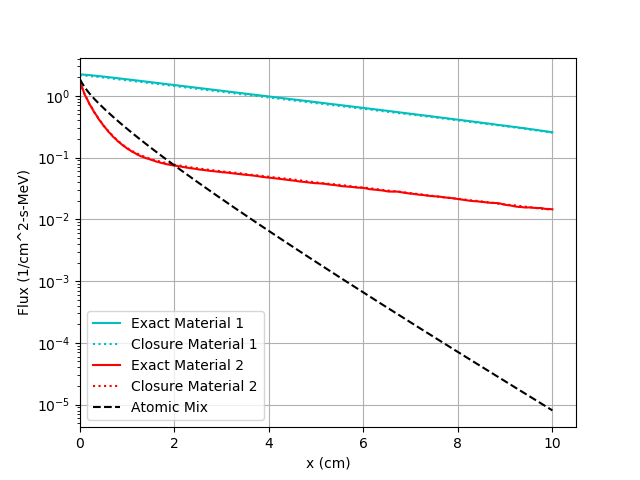 10^0
10^-1
10^-2
10^-3
10^-4
10^-5
Flux (1/cm^2-s-MeV)
Exact Material 1
Closure Material 1
Exact Material 2
Closure Material 2
Atomic Mix
0 2 4 6 8 10
x (cm)